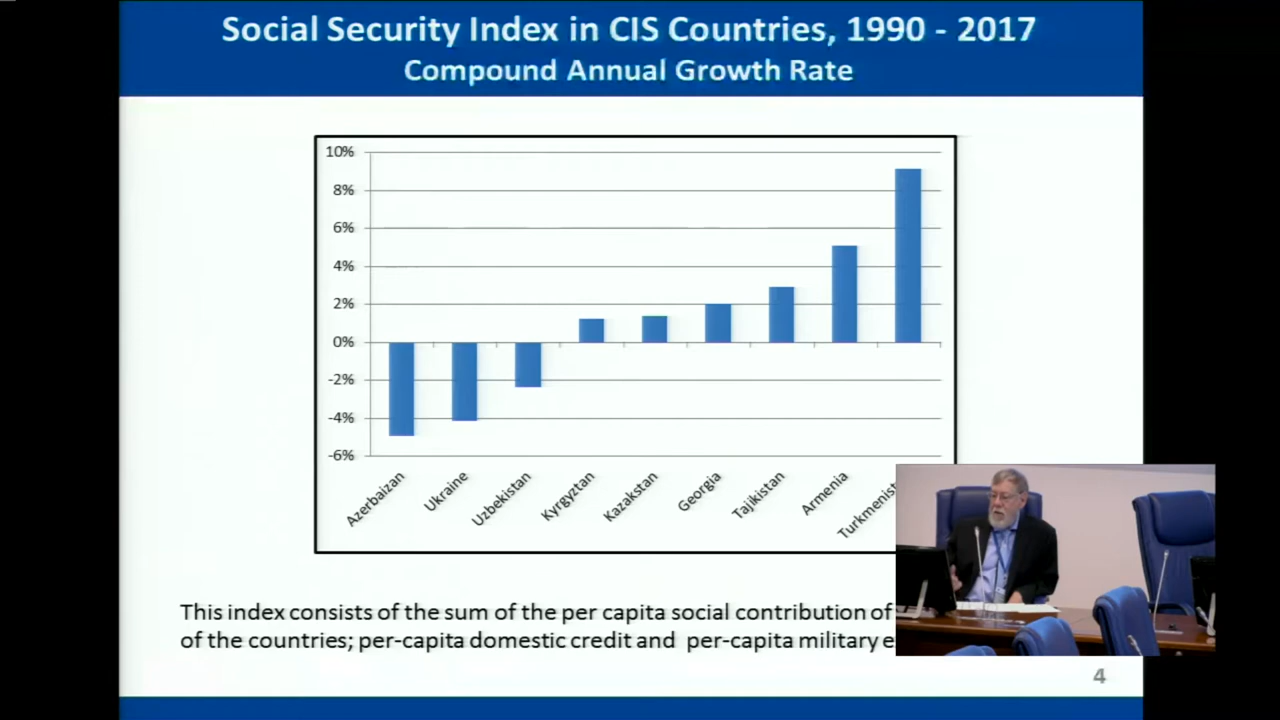 Social Security Index in CIS Countries, 1990 - 2017
Compound Annual Growth Rate
10%
8%
6%
4%
2%
0%
-2%
-4%
-6%
Azerbaizan
Ukraine
Uzbekistan
Kyrgyztan
Kazakstan
Georgia
Tajikistan
Armenia
This index consists of the sum of the per capita social contribution of
of the countries; per-capita domestic credit and per-capita military
4